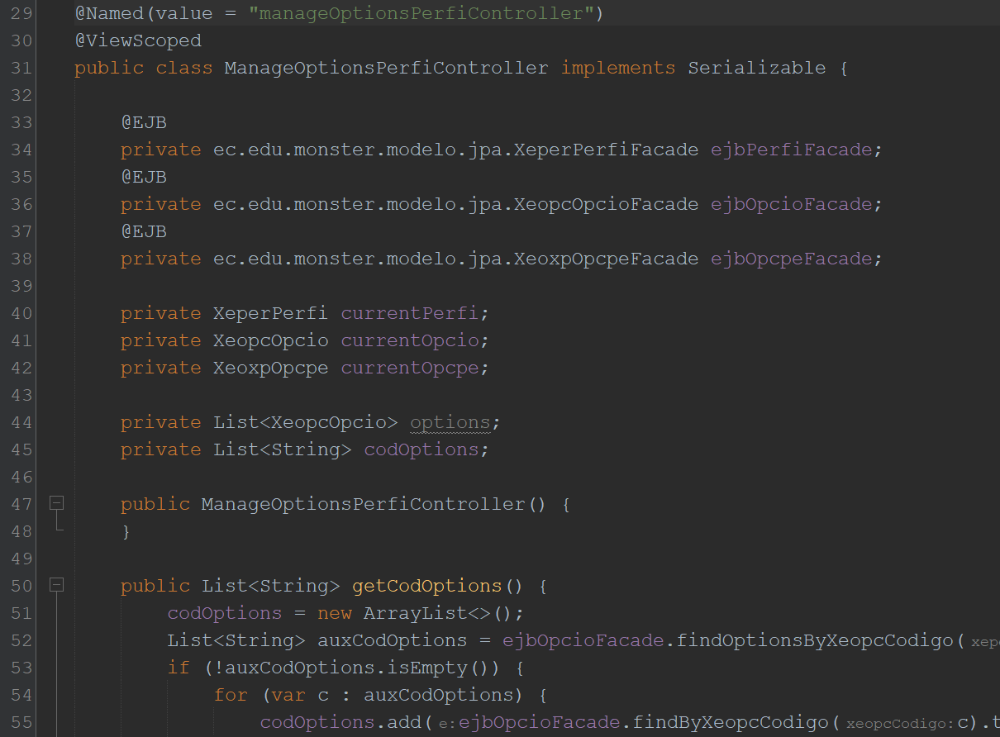 29 @Named(value = "manageOptionsPerfiController")
30 @ViewScoped
31 public class ManageOptionsPerfiController implements Serializable {
32
33 @EJB
34 private ec.edu.monster.modelo.jpa.XeperPerfiFacade ejbPerfiFacade;
35 @EJB
36 private ec.edu.monster.modelo.jpa.XeopcOpcioFacade ejbOpcioFacade;
37 @EJB
38 private ec.edu.monster.modelo.jpa.XeoxpOpcpeFacade ejbOpcpeFacade;
39
40 private XeperPerfi currentPerfi;
41 private XeopcOpcio currentOpcio;
42 private XeoxpOpcpe currentOpcpe;
43
44 private List<XeopcOpcio> options;
45 private List<String> codOptions;
46
47 public ManageOptionsPerfiController() {
48 }
49
50 public List<String> getCodOptions() {
51 codOptions = new ArrayList<>();
52 List<String> auxCodOptions = ejbOpcioFacade.findOptionsByXeopcCodigo(
53 if (!auxCodOptions.isEmpty()) {
54 for (var c : auxCodOptions) {
55 codOptions.add( e: ejbOpcioFacade.findByXeopcCodigo( xeopcCodigo: c).